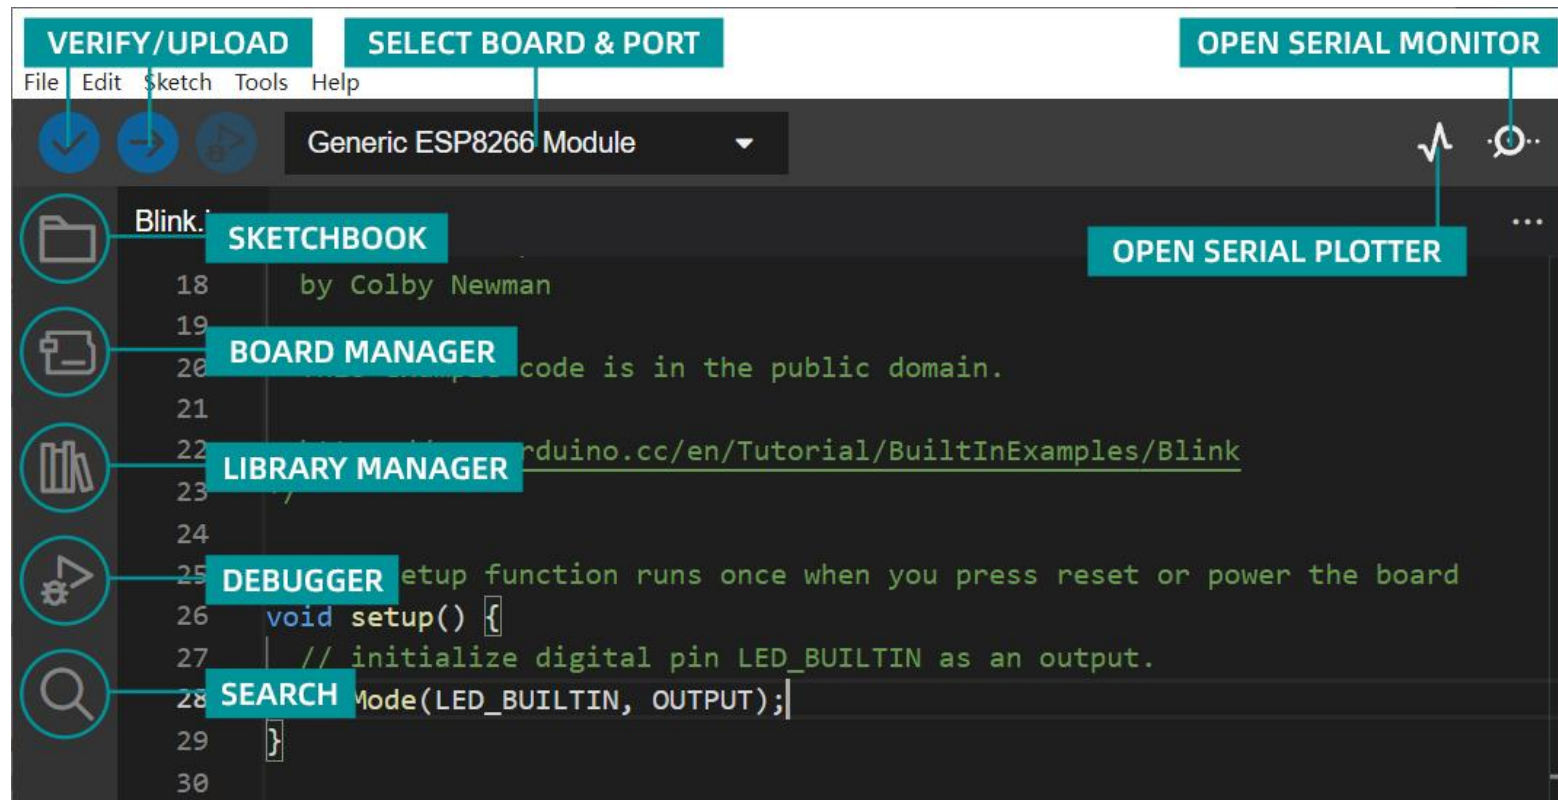 VERIFY/UPLOAD SELECT BOARD & PORT OPEN SERIAL MONITOR
File Edit Sketch Tools Help
Generic ESP8266 Module
Blink.
SKETCHBOOK
OPEN SERIAL PLOTTER
18 by Colby Newman
19
BOARD MANAGER
20 code is in the public domain.
21
22 rduino.cc/en/Tutorial/BuiltInExamples/Blink
LIBRARY MANAGER
23
24
25 DEBUGGER etup function runs once when you press reset or power the board
26 void setup() {
27 // initialize digital pin LED_BUILTIN as an output.
28 SEARCH Mode(LED_BUILTIN, OUTPUT);
29 }
30